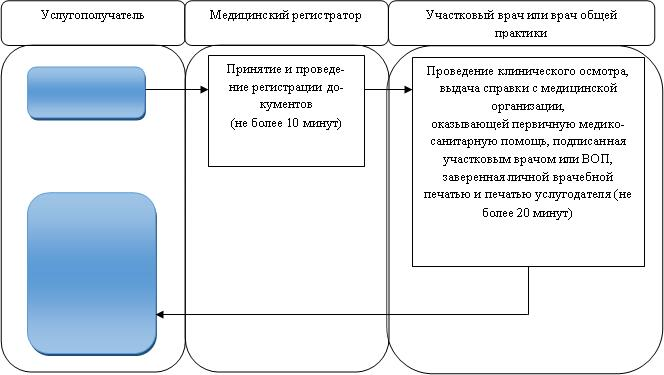 Услугополучатель
Медицинский регистратор
Участковый врач или врач общей
практики
Принятие и проведе-
ние регистрации до-
кументов
(не более 10 минут)
Проведение клинического осмотра,
выдача справки с медицинской
организации,
оказывающей первичную медико-
санитарную помощь, подписанная
участковым врачом или ВОП,
заверенная личной врачебной
печатью и печатью услугодателя (не
более 20 минут)